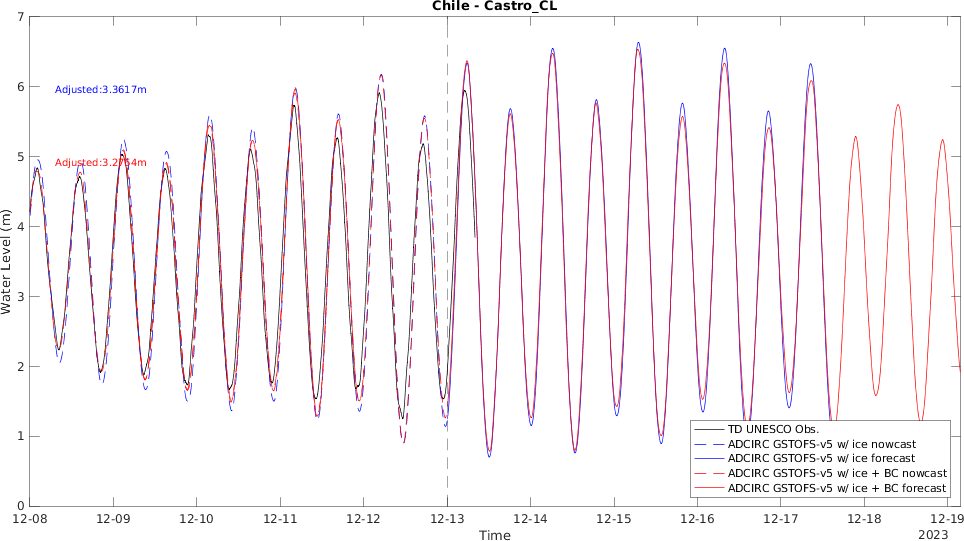 Chile - Castro_CL
7
6
5
4
3
2
1
0
Water Level (m)
Adjusted:3.3617m
Adjusted:3.2754m
TD UNESCO Obs.
ADCIRC GSTOFS-v5 w/ ice nowcast
ADCIRC GSTOFS-v5 w/ ice forecast
ADCIRC GSTOFS-v5 w/ ice + BC nowcast
ADCIRC GSTOFS-v5 w/ ice + BC forecast
12-08 12-09 12-10 12-11 12-12 12-13 12-14 12-15 12-16 12-17 12-18 12-19
Time
2023